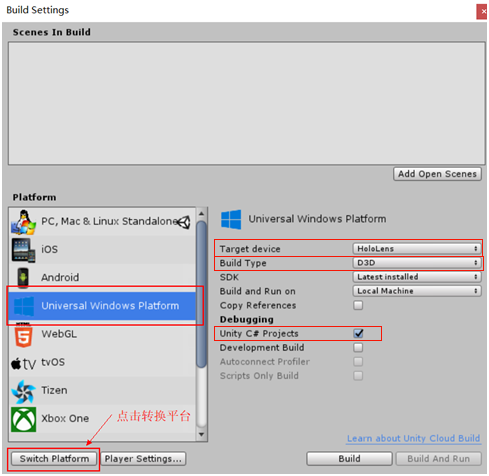 Build Settings
Scenes In Build
Add Open Scenes
Platform
PC, Mac & Linux Standalone
iOS
Android
Universal Windows Platform
WebGL
tv tvOS
Tizen
Xbox One
点击转换平台
Switch Platform
Player Settings...
Universal Windows Platform
Target device HoloLens
Build Type D3D
SDK Latest installed
Build and Run on Local Machine
Copy References
Debugging
Unity C# Projects
Development Build
Autoconnect Profiler
Scripts Only Build
Learn about Unity Cloud Build
Build
Build And Run